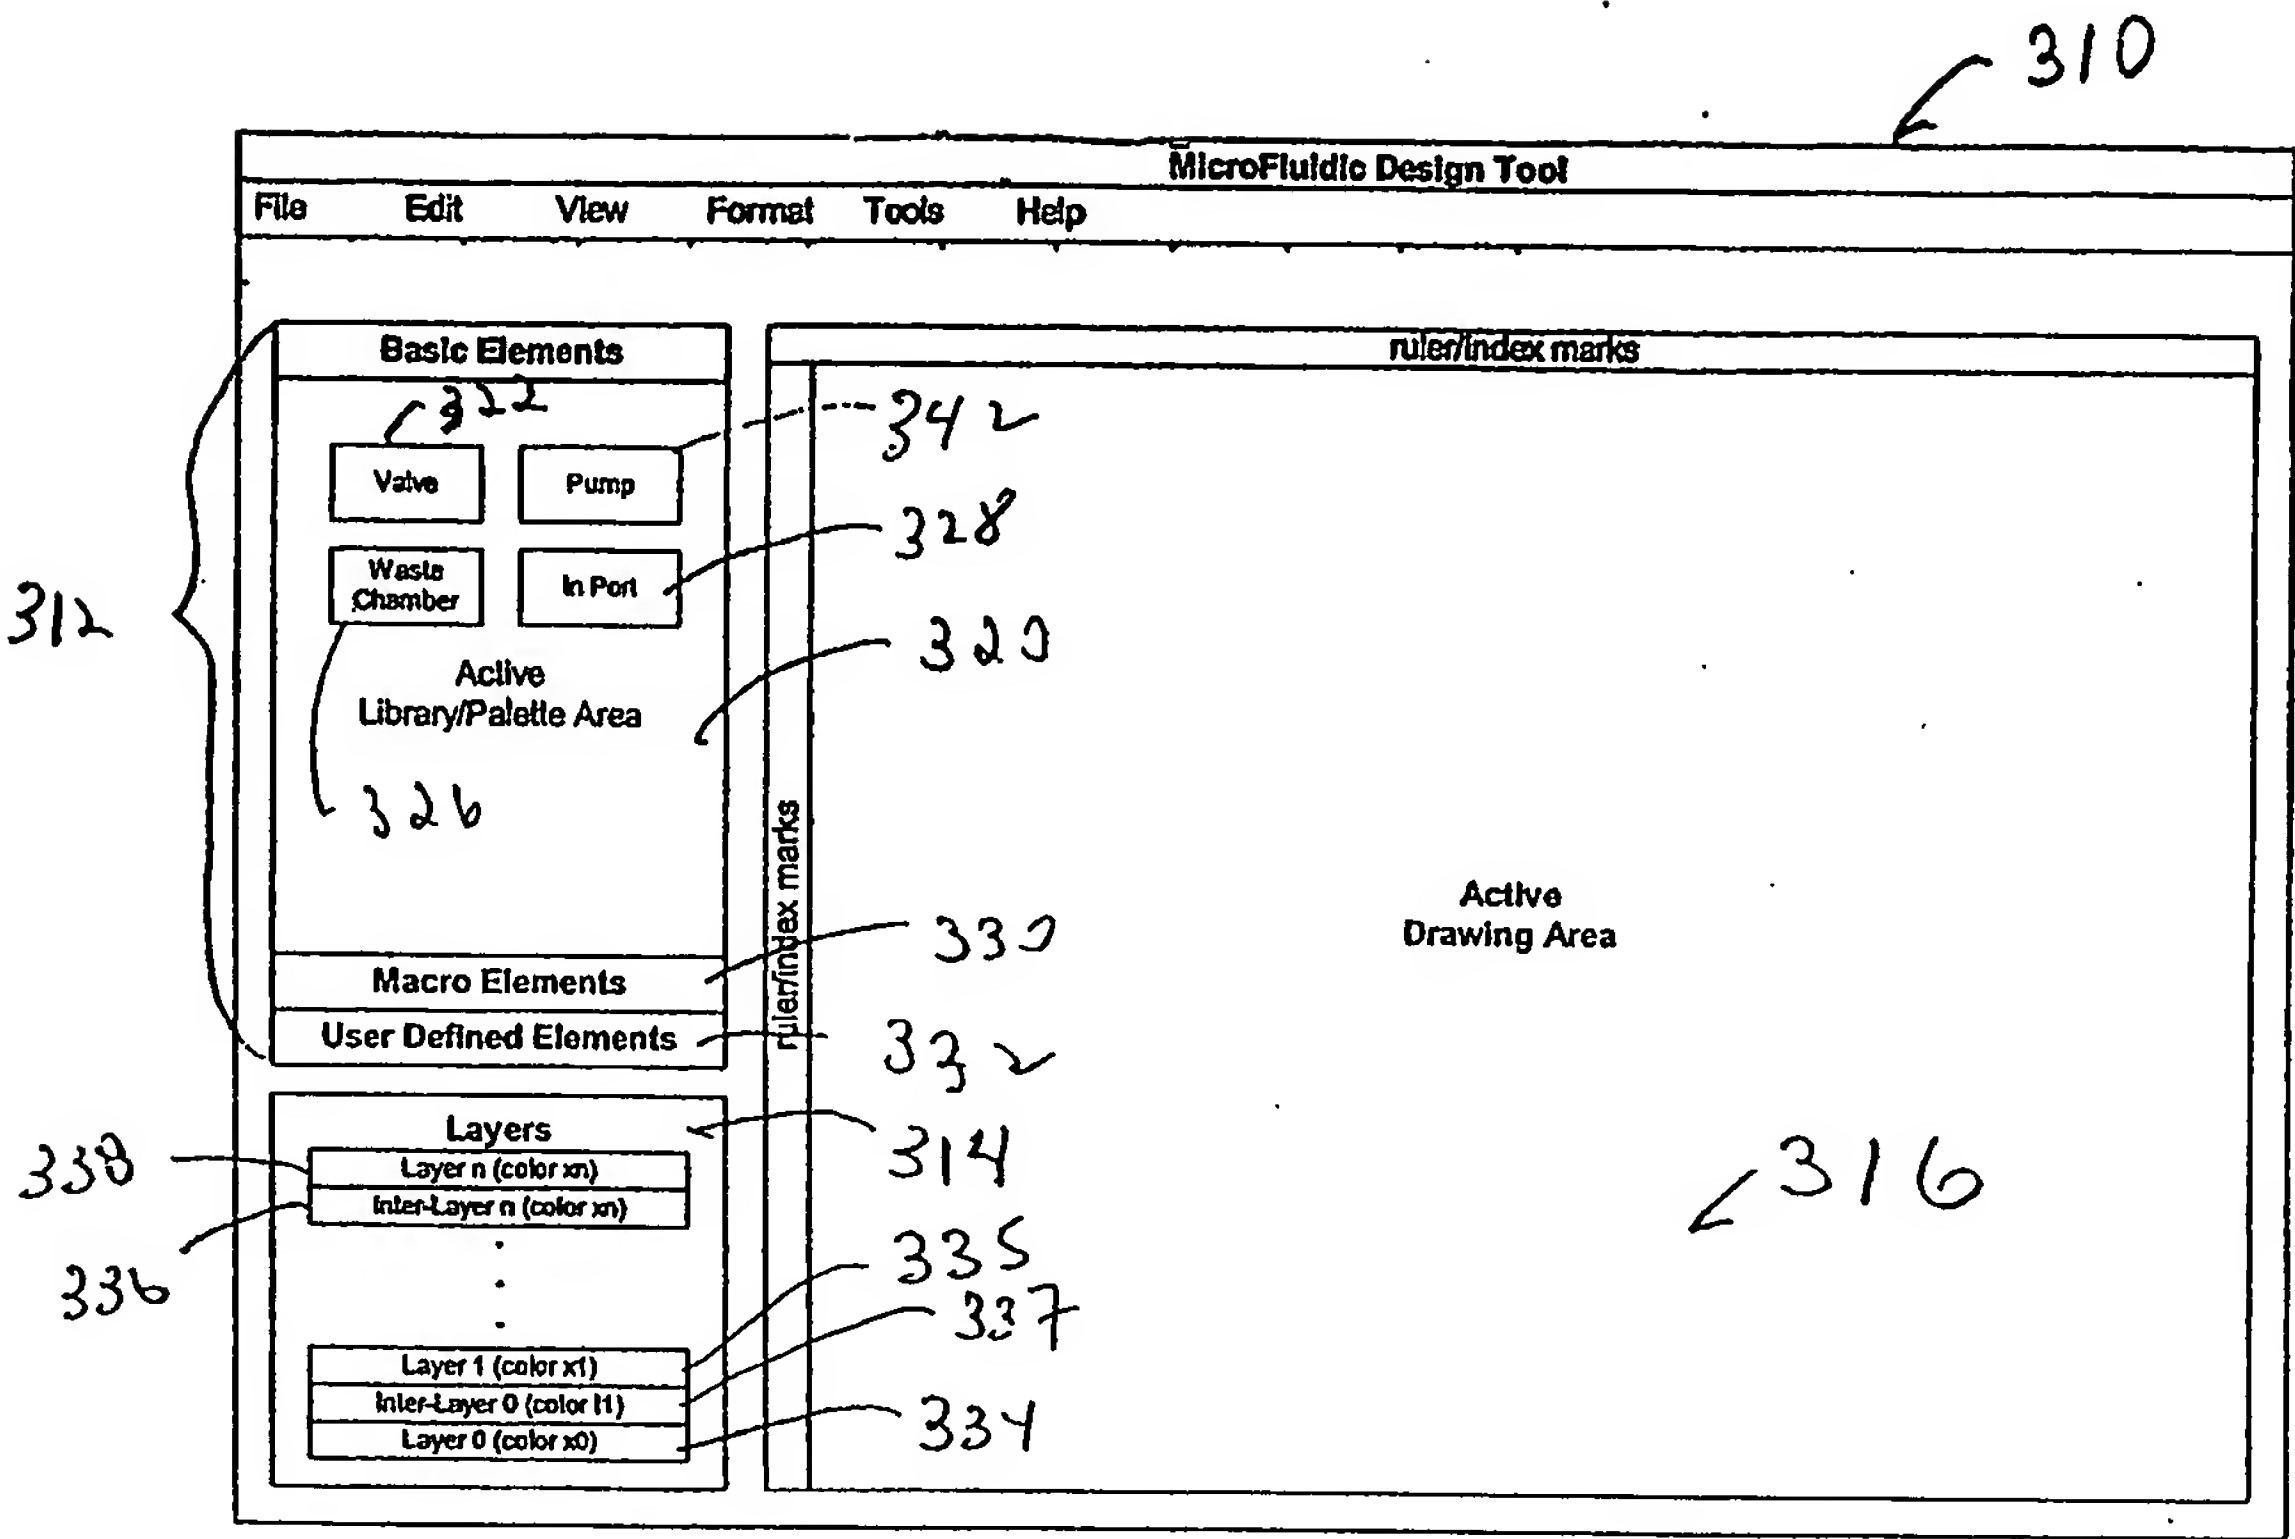 310
MicroFluidic Design Tool
File Edit View Format Tools Help
Basic Elements
ruler/index marks
322
342
Valve
Pump
328
Waste
Chamber
In Port
312
320
Active
Library/Palette Area
326
ruler/index marks
Active
Drawing Area
330
Macro Elements
User Defined Elements
332
Layers
314
338
Layer n (color xn)
316
Inter-Layer n (color xn)
336
335
337
Layer 1 (color x1)
Inter-Layer 0 (color I1)
334
Layer 0 (color x0)